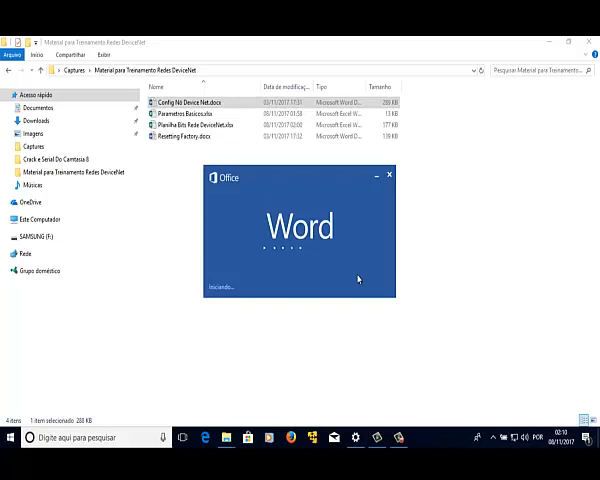 Material para Treinamento Redes DeviceNet
Arquivo Início Compartilhar Exibir
Captures Material para Treinamento Redes DeviceNet
Pesquisar Material para Treinam...
Nome Data de modificaç... Tipo Tamanho
Acesso rápido
Documentos
Downloads
Imagens
Captures
Crack e Serial Do Camtasia 8
Material para Treinamento Redes DeviceNet
Músicas
OneDrive
Este Computador
SAMSUNG (F:)
Rede
Grupo doméstico
Config Nó Device Net.docx 03/11/2017 17:31 Microsoft Word D... 289 KB
Parametros Basicos.xlsx 08/11/2017 01:58 Microsoft Excel W... 13 KB
Planilha Bits Rede DeviceNet.xlsx 08/11/2017 02:00 Microsoft Excel W... 177 KB
Resetting Factory.docx 03/11/2017 17:32 Microsoft Word D... 139 KB
Office
Word
Iniciando...
4 itens 1 item selecionado 288 KB
Digite aqui para pesquisar
POR
02:10
08/11/2017